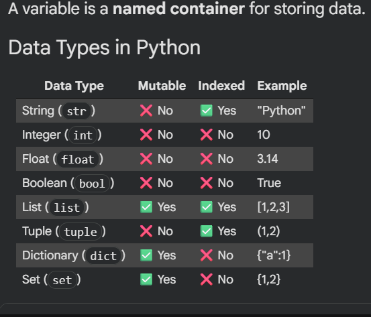 A variable is a named container for storing data.
Data Types in Python
Data Type Mutable Indexed Example
String ( str ) ❌ No ✅ Yes "Python"
Integer ( int ) ❌ No ❌ No 10
Float ( float ) ❌ No ❌ No 3.14
Boolean ( bool ) ❌ No ❌ No True
List ( list ) ✅ Yes ✅ Yes [1,2,3]
Tuple ( tuple ) ❌ No ✅ Yes (1,2)
Dictionary ( dict ) ✅ Yes ❌ No {"a":1}
Set ( set ) ✅ Yes ❌ No {1,2}